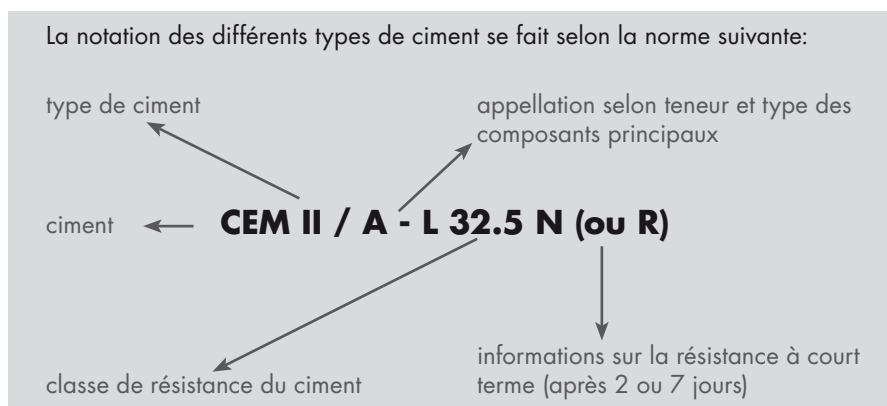 La notation des différents types de ciment se fait selon la norme suivante:
type de ciment
appellation selon teneur et type des
composants principaux
ciment
CEM II / A - L 32.5 N (ou R)
classe de résistance du ciment
informations sur la résistance à court
terme (après 2 ou 7 jours)